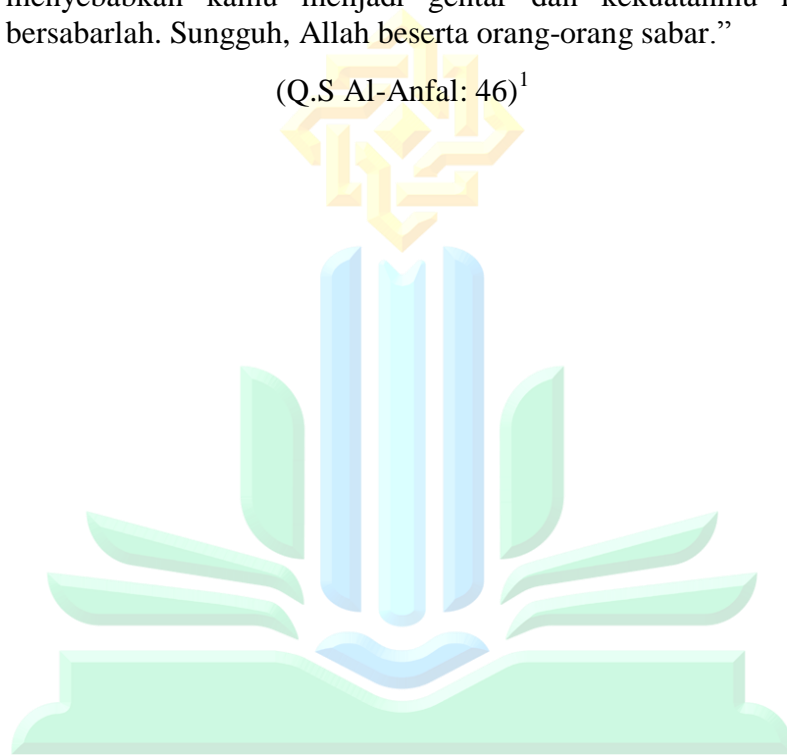 menyebabkan kamu menjadi gentar dan kekuatanmu
bersabarlah. Sungguh, Allah beserta orang-orang sabar.”
(Q.S Al-Anfal: 46)1